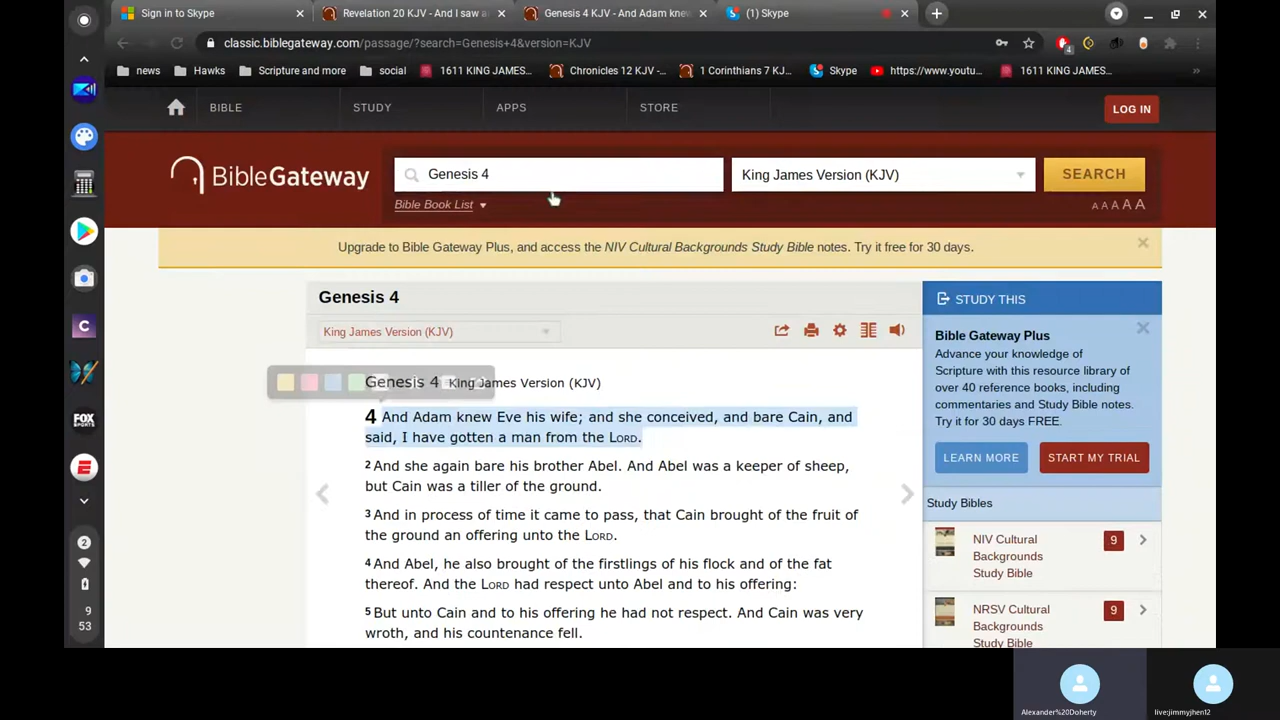 Sign in to Skype
Revelation 20 KJV - And I saw a
Genesis 4 KJV - And Adam knew
(1) Skype
classic.biblegateway.com/passage/?search=Genesis+4&version=KJV
4
news
Hawks
Scripture and more
social
1611 KING JAMES...
Chronicles 12 KJV -...
1 Corinthians 7 KJ...
Skype
https://www.youtu...
1611 KING JAMES...
»
BIBLE
STUDY
APPS
STORE
LOG IN
BibleGateway
Genesis 4
King James Version (KJV)
SEARCH
Bible Book List
A A A A A
Upgrade to Bible Gateway Plus, and access the NIV Cultural Backgrounds Study Bible notes. Try it free for 30 days.
Genesis 4
King James Version (KJV)
Genesis 4 King James Version (KJV)
4 And Adam knew Eve his wife; and she conceived, and bare Cain, and
said, I have gotten a man from the LORD.
2 And she again bare his brother Abel. And Abel was a keeper of sheep,
but Cain was a tiller of the ground.
3 And in process of time it came to pass, that Cain brought of the fruit of
the ground an offering unto the LORD.
4 And Abel, he also brought of the firstlings of his flock and of the fat
thereof. And the LORD had respect unto Abel and to his offering:
5 But unto Cain and to his offering he had not respect. And Cain was very
wroth, and his countenance fell.
STUDY THIS
Bible Gateway Plus
Advance your knowledge of
Scripture with this resource library of
over 40 reference books, including
commentaries and Study Bible notes.
Try it for 30 days FREE.
LEARN MORE
START MY TRIAL
Study Bibles
NIV Cultural
Backgrounds
Study Bible
9
NRSV Cultural
Backgrounds
Study Bible
9
C
FOX
SPORTS
E
2
9
53
Alexander%20Doherty
live:jimmyjhen12